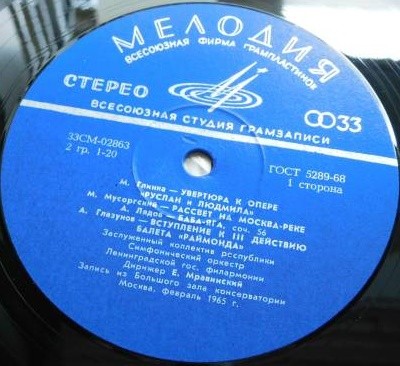 МЕЛОДИЯ
ВСЕСОЮЗНАЯ ФИРМА ГРАМПЛАСТИНОК
СТЕРЕО
33
ВСЕСОЮЗНАЯ СТУДИЯ ГРАМЗАПИСИ
33СМ-02863
2 гр. 1-20
ГОСТ 5289-68
1 сторона
М. Глинка — УВЕРТЮРА К ОПЕРЕ
«РУСЛАН и ЛЮДМИЛА»
М. Мусоргский — РАССВЕТ НА МОСКВА-РЕКЕ
А. Лядов — БАБА-ЯГА, соч. 56
А. Глазунов — ВСТУПЛЕНИЕ К III ДЕЙСТВИЮ
БАЛЕТА «РАЙМОНДА»
Заслуженный коллектив республики
Симфонический оркестр
Ленинградской гос. филармонии
Дирижер Е. Мравинский
Запись из Большого зала консерватории
Москва, февраль 1965 г.